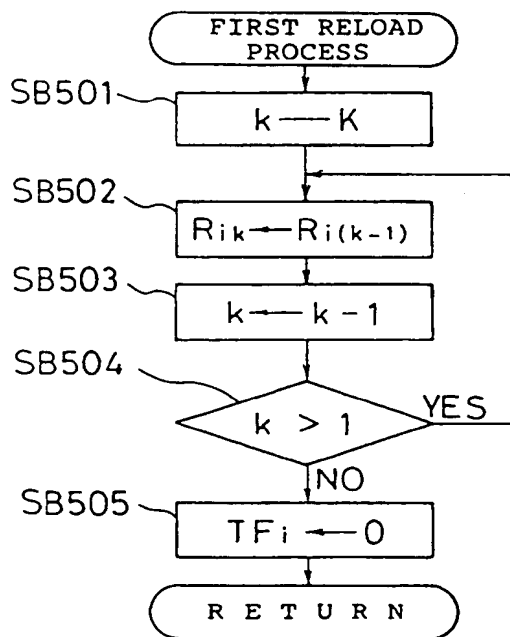 FIRST RELOAD
PROCESS
SB501
k — K
SB502
Rik ← Ri(k-1)
SB503
k ← k - 1
SB504
k > 1
YES
NO
SB505
TFi ← 0
RETURN